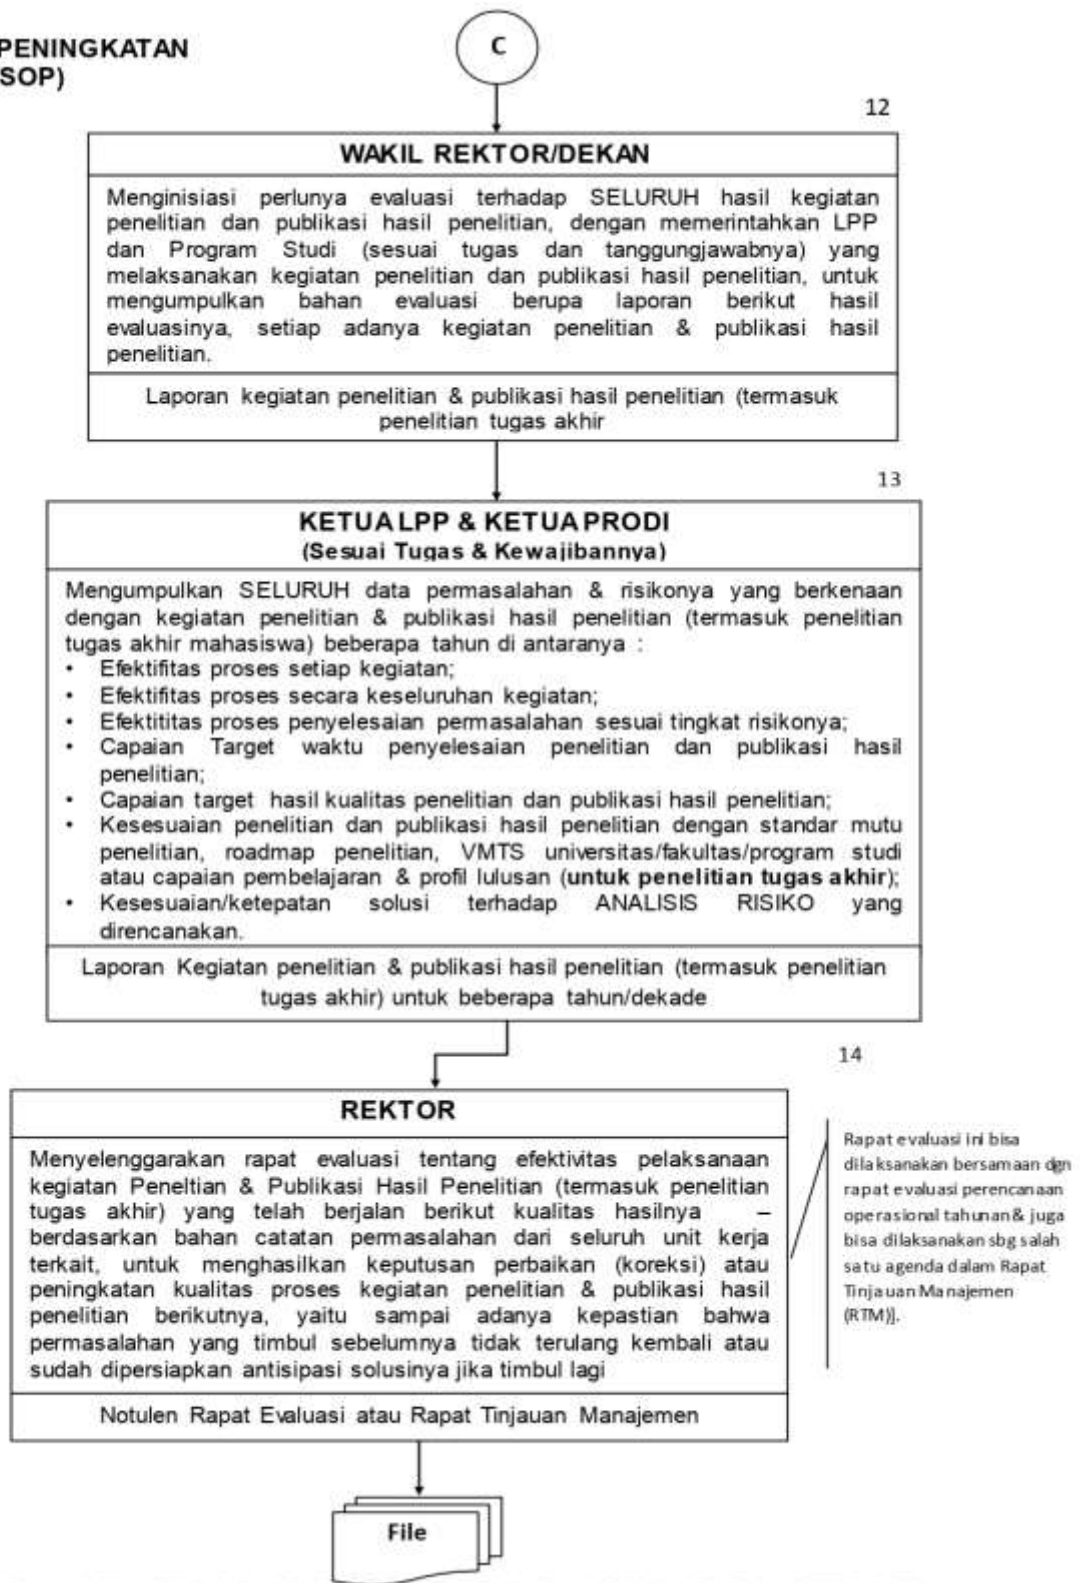 PENINGKATAN
SOP)
C
12
WAKIL REKTOR/DEKAN
Menginisiasi perlunya evaluasi terhadap SELURUH hasil kegiatan
penelitian dan publikasi hasil penelitian, dengan memerintahkan LPP
dan Program Studi (sesuai tugas dan tanggungjawabnya) yang
melaksanakan kegiatan penelitian dan publikasi hasil penelitian, untuk
mengumpulkan bahan evaluasi berupa laporan berikut hasil
evaluasinya, setiap adanya kegiatan penelitian & publikasi hasil
penelitian.
Laporan kegiatan penelitian & publikasi hasil penelitian (termasuk
penelitian tugas akhir
13
KETUA LPP & KETUA PRODI
(Sesuai Tugas & Kewajibannya)
Mengumpulkan SELURUH data permasalahan & risikonya yang berkenaan
dengan kegiatan penelitian & publikasi hasil penelitian (termasuk penelitian
tugas akhir mahasiswa) beberapa tahun di antaranya :
• Efektifitas proses setiap kegiatan;
• Efektifitas proses secara keseluruhan kegiatan;
• Efektititas proses penyelesaian permasalahan sesuai tingkat risikonya;
• Capaian Target waktu penyelesaian penelitian dan publikasi hasil
penelitian;
• Capaian target hasil kualitas penelitian dan publikasi hasil penelitian;
• Kesesuaian penelitian dan publikasi hasil penelitian dengan standar mutu
penelitian, roadmap penelitian, VMTS universitas/fakultas/program studi
atau capaian pembelajaran & profil lulusan (untuk penelitian tugas akhir);
• Kesesuaian/ketepatan solusi terhadap ANALISIS RISIKO yang
direncanakan.
Laporan Kegiatan penelitian & publikasi hasil penelitian (termasuk penelitian
tugas akhir) untuk beberapa tahun/dekade
14
REKTOR
Menyelenggarakan rapat evaluasi tentang efektivitas pelaksanaan
kegiatan Peneltian & Publikasi Hasil Penelitian (termasuk penelitian
tugas akhir) yang telah berjalan berikut kualitas hasilnya –
berdasarkan bahan catatan permasalahan dari seluruh unit kerja
terkait, untuk menghasilkan keputusan perbaikan (koreksi) atau
peningkatan kualitas proses kegiatan penelitian & publikasi hasil
penelitian berikutnya, yaitu sampai adanya kepastian bahwa
permasalahan yang timbul sebelumnya tidak terulang kembali atau
sudah dipersiapkan antisipasi solusinya jika timbul lagi
Notulen Rapat Evaluasi atau Rapat Tinjauan Manajemen
Rapat evaluasi ini bisa
dilaksanakan bersamaan dgn
rapat evaluasi perencanaan
operasional tahunan & juga
bisa dilaksanakan sbg salah
satu agenda dalam Rapat
Tinjauan Manajemen
(RTM)].
File